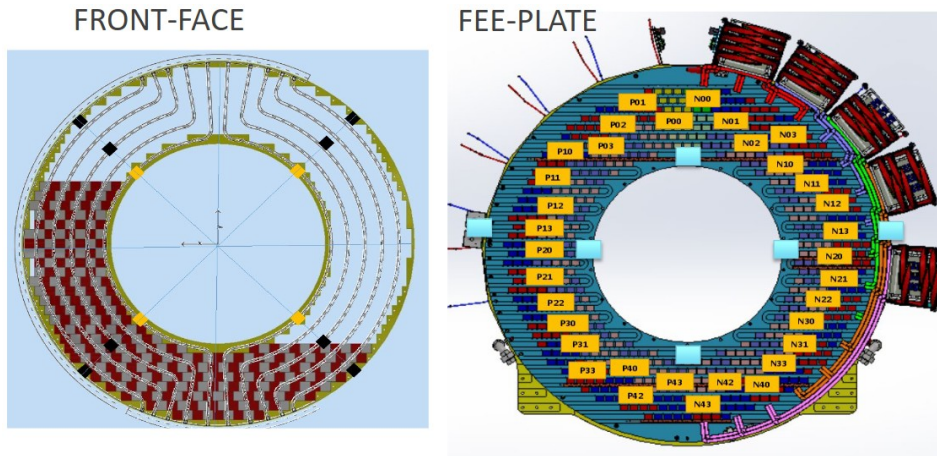 FRONT-FACE
FEE-PLATE
P01 N00
P02 P00 N01 N03
P10 P03 N02 N10
P11 N11
P12 N12
P13 N13
P20 N20
P21 N21
P22 N22
P30 N30
P31 N31
P33 P40 P43 N42 N40 N33
P42 N43